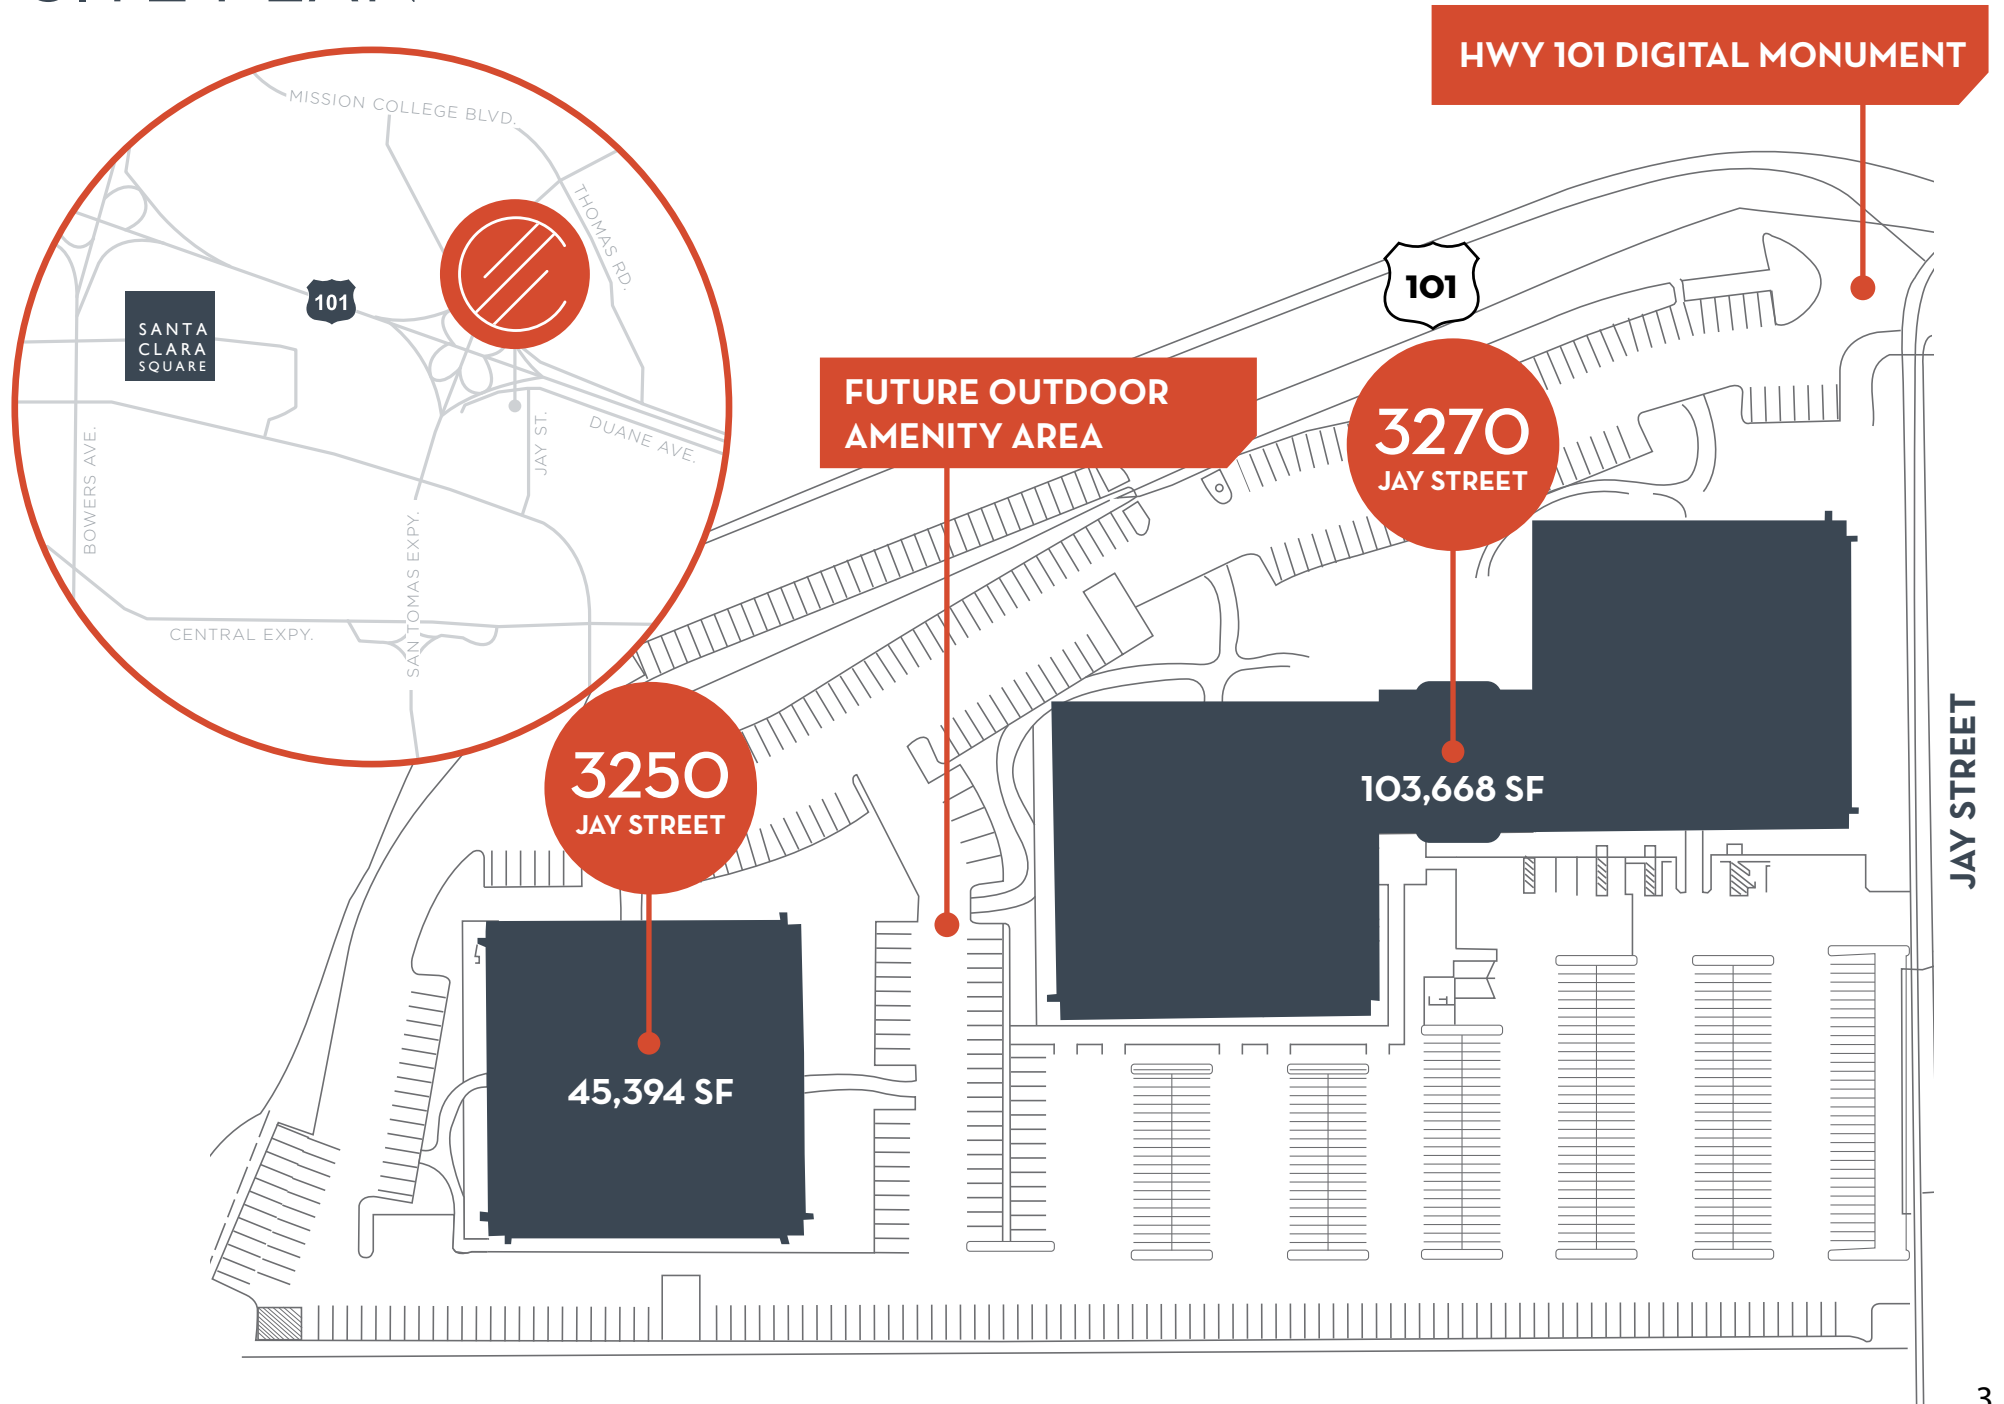 SITE PLAN
HWY 101 DIGITAL MONUMENT
MISSION COLLEGE BLVD.
THOMAS RD.
101
SANTA
CLARA
SQUARE
BOWERS AVE.
JAY ST.
DUANE AVE.
SAN TOMAS EXPY.
CENTRAL EXPY.
101
FUTURE OUTDOOR
AMENITY AREA
3270
JAY STREET
103,668 SF
3250
JAY STREET
45,394 SF
JAY STREET
3